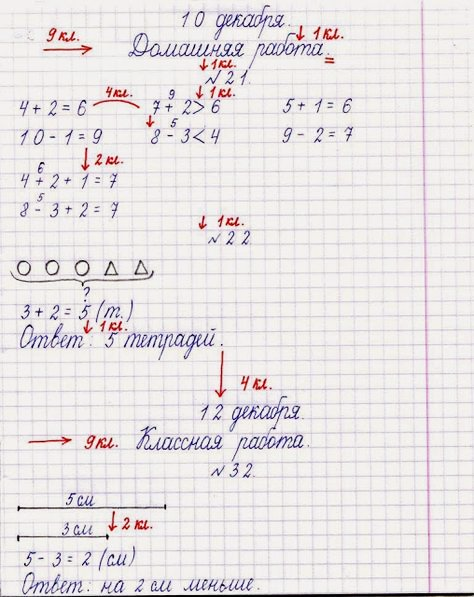 10 декабря.
9 кл. Домашняя работа. ↓ 1 кл.
↓ 1 кл.
№ 21.
4 + 2 = 6 4 кл. 7 + 2 > 6 9 ↓ 1 кл. 5 + 1 = 6
10 - 1 = 9 ↓ 8 - 3 < 4 5 9 - 2 = 7
↓ 2 кл.
6
4 + 2 + 1 = 7
5
8 - 3 + 2 = 7
↓ 1 кл.
№ 22.
?
3 + 2 = 5 (т.)
↓ 1 кл.
Ответ: 5 тетрадей.
↓ 4 кл.
12 декабря.
→ 9 кл. Классная работа.
№ 32.
5 см
3 см ↓ 2 кл.
5 - 3 = 2 (см)
Ответ: на 2 см меньше.